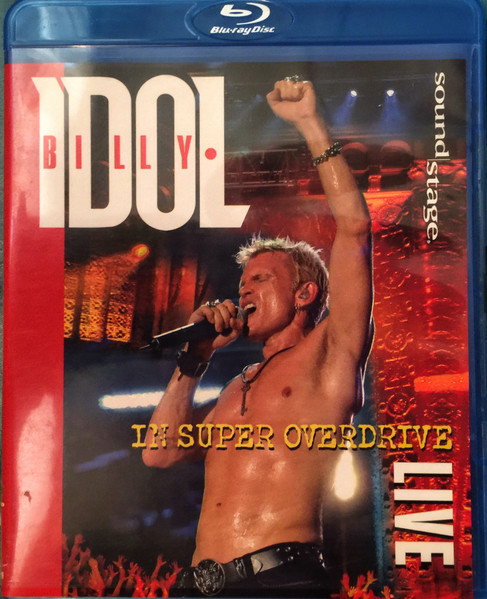 Blu-ray Disc
BILLY
IDOL
soundstage.
IN SUPER OVERDRIVE
LIVE